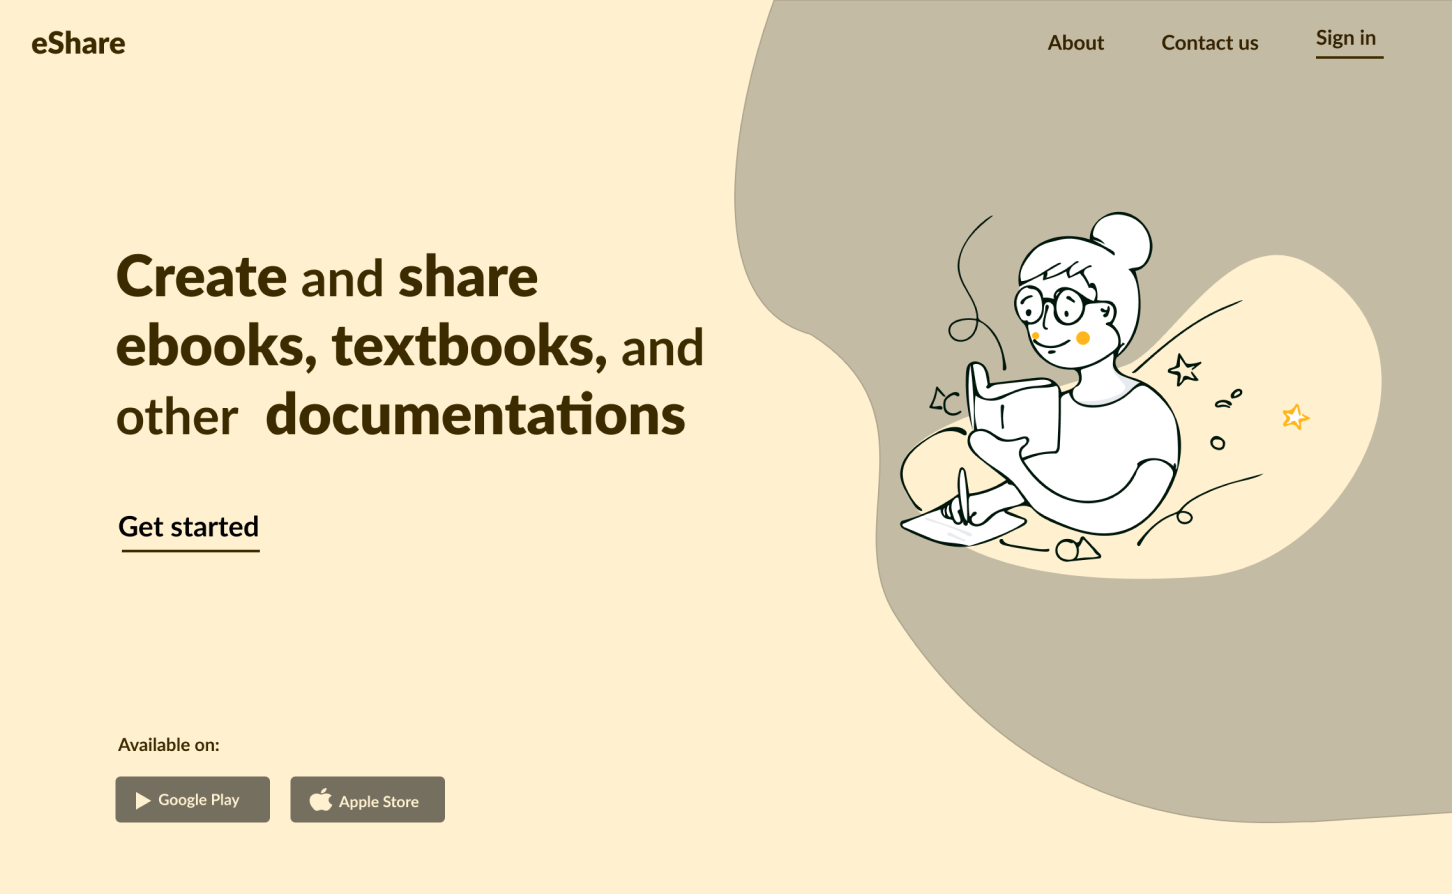 eShare
About
Contact us
Sign in
Create and share
ebooks, textbooks, and
other documentations
Get started
Available on:
Google Play
Apple Store